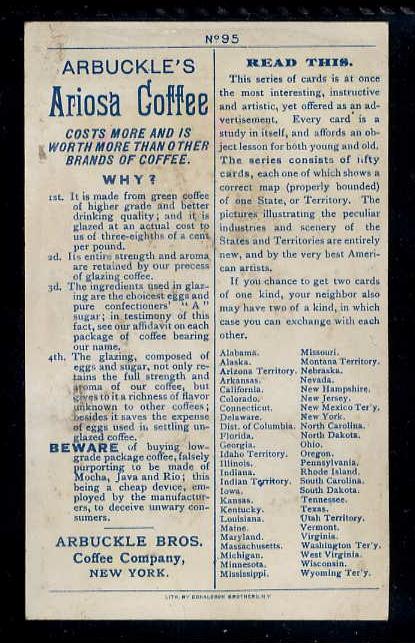 Nº 95
ARBUCKLE'S
Ariosa Coffee
COSTS MORE AND IS
WORTH MORE THAN OTHER
BRANDS OF COFFEE.
WHY?
1st. It is made from green coffee
of higher grade and better
drinking quality; and it is
glazed at an actual cost to
us of three-eighths of a cent
per pound.
2d. Its entire strength and aroma
are retained by our process
of glazing coffee.
3d. The ingredients used in glaz-
ing are the choicest eggs and
pure confectioners' "A"
sugar; in testimony of this
fact, see our affidavit on each
package of coffee bearing
our name.
4th. The glazing, composed of
eggs and sugar, not only re-
tains the full strength and
aroma of our coffee, but
gives to it a richness of flavor
unknown to other coffees;
besides it saves the expense
of eggs used in settling un-
glazed coffee.
BEWARE of buying low-
grade package coffee, falsely
purporting to be made of
Mocha, Java and Rio; this
being a cheap device, em-
ployed by the manufactur-
ers, to deceive unwary con-
sumers.
ARBUCKLE BROS.
Coffee Company,
NEW YORK.
READ THIS.
This series of cards is at once
the most interesting, instructive
and artistic, yet offered as an ad-
vertisement. Every card is a
study in itself, and affords an ob-
ject lesson for both young and old.
The series consists of fifty
cards, each one of which shows a
correct map (properly bounded)
of one State, or Territory. The
pictures illustrating the peculiar
industries and scenery of the
States and Territories are entirely
new, and by the very best Ameri-
can artists.
If you chance to get two cards
of one kind, your neighbor also
may have two of a kind, in which
case you can exchange with each
other.
Alabama. Missouri.
Alaska. Montana Territory.
Arizona Territory. Nebraska.
Arkansas. Nevada.
California. New Hampshire.
Colorado. New Jersey.
Connecticut. New Mexico Ter'y.
Delaware. New York.
Dist. of Columbia. North Carolina.
Florida. North Dakota.
Georgia. Ohio.
Idaho Territory. Oregon.
Illinois. Pennsylvania.
Indiana. Rhode Island.
Indian Territory. South Carolina.
Iowa. South Dakota.
Kansas. Tennessee.
Kentucky. Texas.
Louisiana. Utah Territory.
Maine. Vermont.
Maryland. Virginia.
Massachusetts. Washington Ter'y.
Michigan. West Virginia.
Minnesota. Wisconsin.
Mississippi. Wyoming Ter'y.
LITH. BY DONALDSON BROTHERS, N.Y.